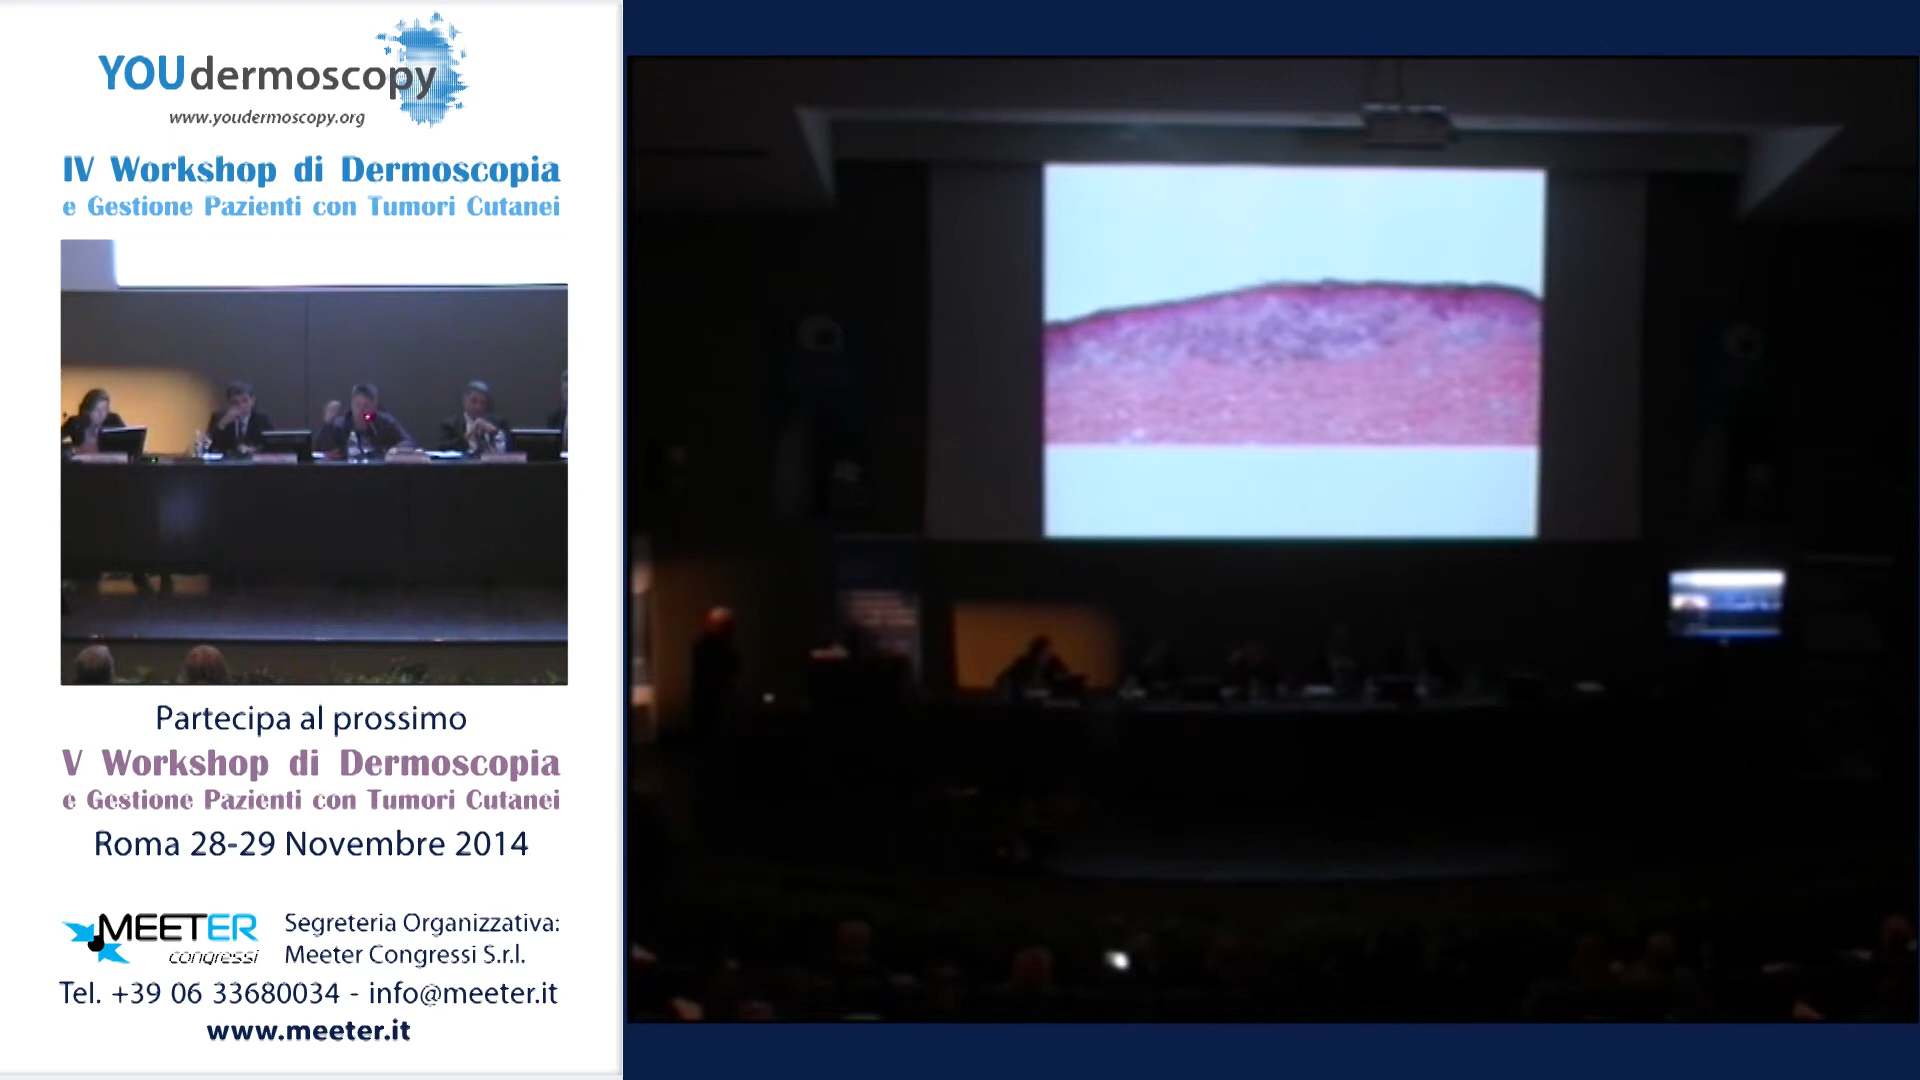 YOUdermoscopy
www.youdermoscopy.org
IV Workshop di Dermoscopia
e Gestione Pazienti con Tumori Cutanei
Partecipa al prossimo
V Workshop di Dermoscopia
e Gestione Pazienti con Tumori Cutanei
Roma 28-29 Novembre 2014
MEETER
congressi
Segreteria Organizzativa:
Meeter Congressi S.r.l.
Tel. +39 06 33680034 - info@meeter.it
www.meeter.it